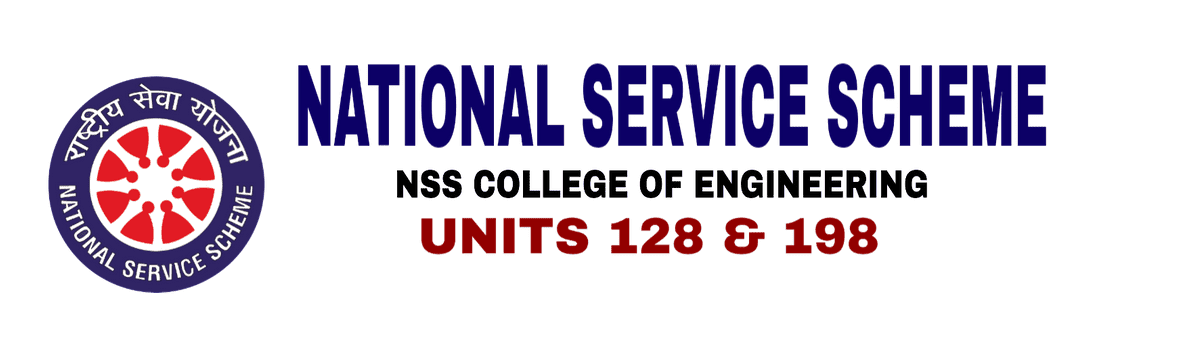 राष्ट्रीय सेवा योजना
NATIONAL SERVICE SCHEME
NATIONAL SERVICE SCHEME
NSS COLLEGE OF ENGINEERING
UNITS 128 & 198